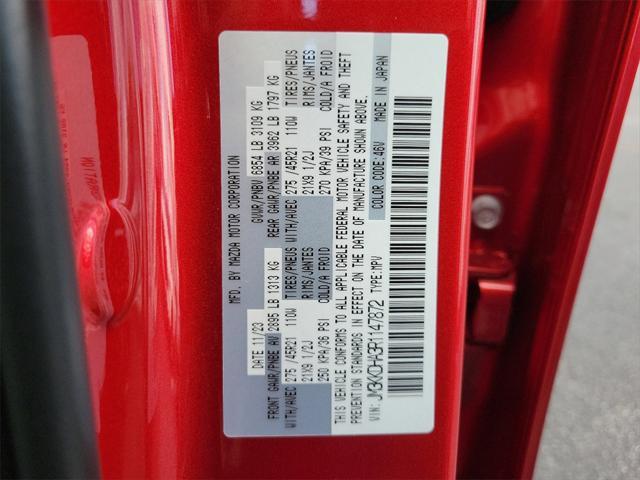 MFD. BY MAZDA MOTOR CORPORATION
DATE 11/23 GVWR/PNBV 6854 LB 3109 KG
FRONT GAWR/PNBE AV 2895 LB 1313 KG REAR GAWR/PNBE AR 3962 LB 1797 KG
WITH/AVEC 275 /45R21 110W TIRES/PNEUS WITH/AVEC 275 /45R21 110W TIRES/PNEUS
21X9 1/2J RIMS/JANTES 21X9 1/2J RIMS/JANTES
250 KPA/36 PSI COLD/A FROID 270 KPA/39 PSI COLD/A FROID
THIS VEHICLE CONFORMS TO ALL APPLICABLE FEDERAL MOTOR VEHICLE SAFETY AND THEFT
PREVENTION STANDARDS IN EFFECT ON THE DATE OF MANUFACTURE SHOWN ABOVE.
VIN: JM3KKDHA3R1147872 TYPE:MPV COLOR CODE:46V MADE IN JAPAN